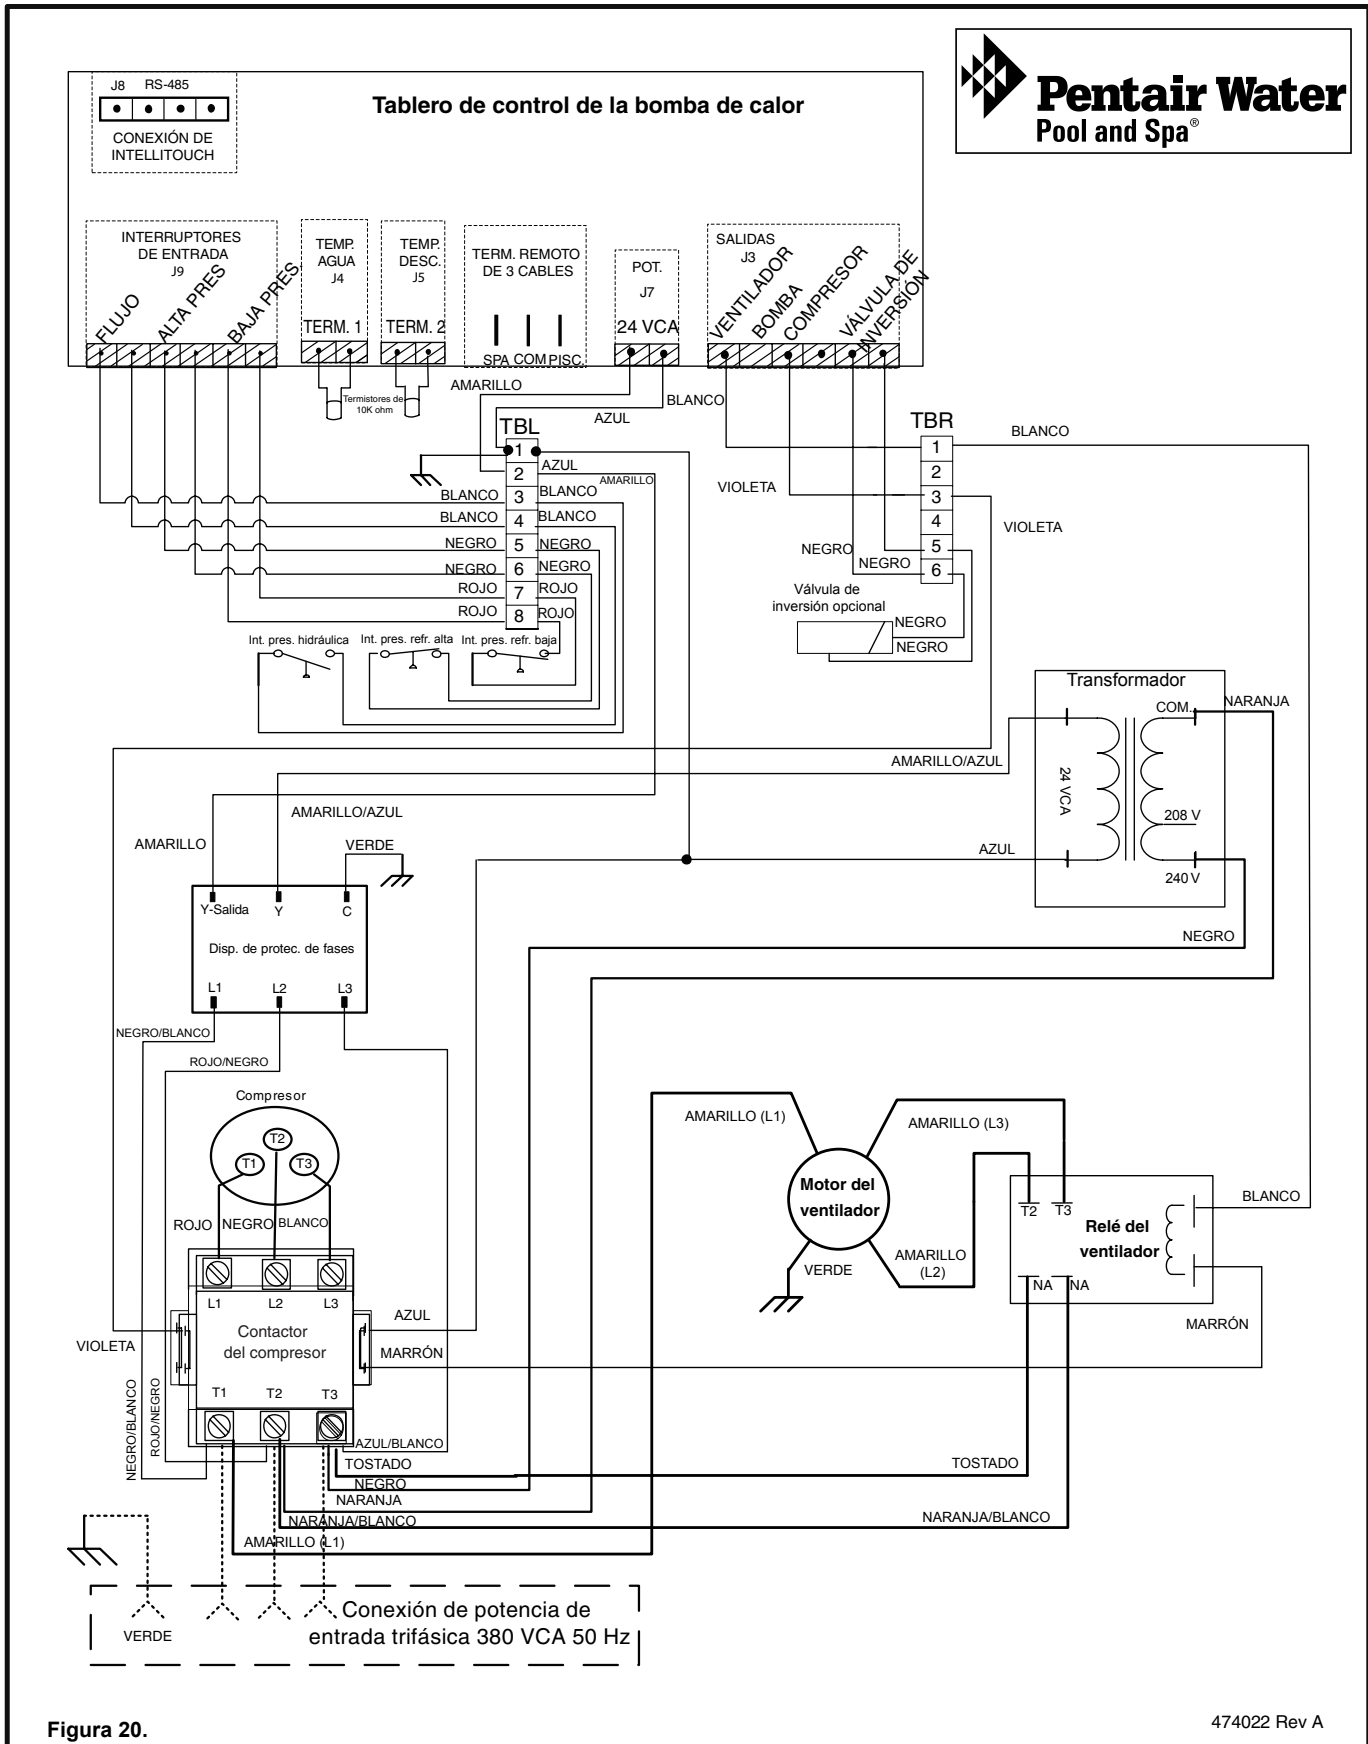 Pentair Water
Pool and Spa®
J8 RS-485
CONEXIÓN DE
INTELLITOUCH
Tablero de control de la bomba de calor
INTERRUPTORES
DE ENTRADA
J9
FLUJO
ALTA PRES
BAJA PRES.
TEMP.
AGUA
J4
TERM. 1
TEMP.
DESC.
J5
TERM. 2
TERM. REMOTO
DE 3 CABLES
SPA COM PISC.
POT.
J7
24 VCA
SALIDAS
J3
VENTILADOR
BOMBA
COMPRESOR
VÁLVULA DE
INVERSIÓN
Termistores de
10K ohm
AMARILLO
AZUL
BLANCO
TBL
1
2
3
4
5
6
7
8
AZUL
AMARILLO
BLANCO
BLANCO
BLANCO
BLANCO
NEGRO
NEGRO
NEGRO
NEGRO
ROJO
ROJO
ROJO
ROJO
TBR
1
2
3
4
5
6
BLANCO
VIOLETA
VIOLETA
NEGRO
NEGRO
Válvula de
inversión opcional
NEGRO
NEGRO
Int. pres. hidráulica
Int. pres. refr. alta
Int. pres. refr. baja
Transformador
COM.
NARANJA
24 VCA
208 V
240 V
AMARILLO/AZUL
AMARILLO/AZUL
AMARILLO
VERDE
AZUL
NEGRO
Y-Salida Y C
Disp. de protec. de fases
L1 L2 L3
NEGRO/BLANCO
ROJO/NEGRO
Compresor
T2
T1 T3
ROJO NEGRO BLANCO
L1 L2 L3
Contactor
del compresor
T1 T2 T3
VIOLETA
AZUL
MARRÓN
NEGRO/BLANCO
ROJO/NEGRO
AMARILLO (L1)
AMARILLO (L3)
Motor del
ventilador
AMARILLO
(L2)
VERDE
T2 T3
Relé del
ventilador
NA NA
BLANCO
MARRÓN
AZUL/BLANCO
TOSTADO
TOSTADO
NEGRO
NARANJA
NARANJA/BLANCO
NARANJA/BLANCO
AMARILLO (L1)
VERDE
Conexión de potencia de
entrada trifásica 380 VCA 50 Hz
Figura 20.
474022 Rev A